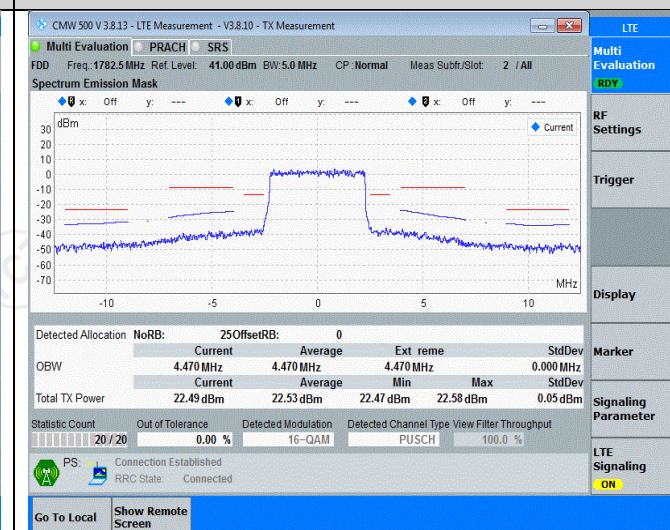 CMW 500 V 3.8.13 - LTE Measurement - V3.8.10 - TX Measurement
LTE
Multi Evaluation PRACH SRS
Multi
Evaluation
RDY
FDD Freq.:1782.5 MHz Ref. Level: 41.00 dBm BW: 5.0 MHz CP :Normal Meas Subfr./Slot: 2 / All
Spectrum Emission Mask
x: Off y: --- x: Off y: --- x: Off y: ---
dBm
Current
30
20
10
0
-10
-20
-30
-40
-50
-60
-70
MHz
-10 -5 0 5 10
RF
Settings
Trigger
Display
Marker
Signaling
Parameter
LTE
Signaling
ON
Detected Allocation NoRB: 25 OffsetRB: 0
Current Average Ext reme StdDev
OBW 4.470 MHz 4.470 MHz 4.470 MHz 0.000 MHz
Current Average Min Max StdDev
Total TX Power 22.49 dBm 22.53 dBm 22.47 dBm 22.58 dBm 0.05 dBm
Statistic Count Out of Tolerance Detected Modulation Detected Channel Type View Filter Throughput
20 / 20 0.00 % 16-QAM PUSCH 100.0 %
PS: Connection Established
RRC State: Connected
Go To Local
Show Remote
Screen